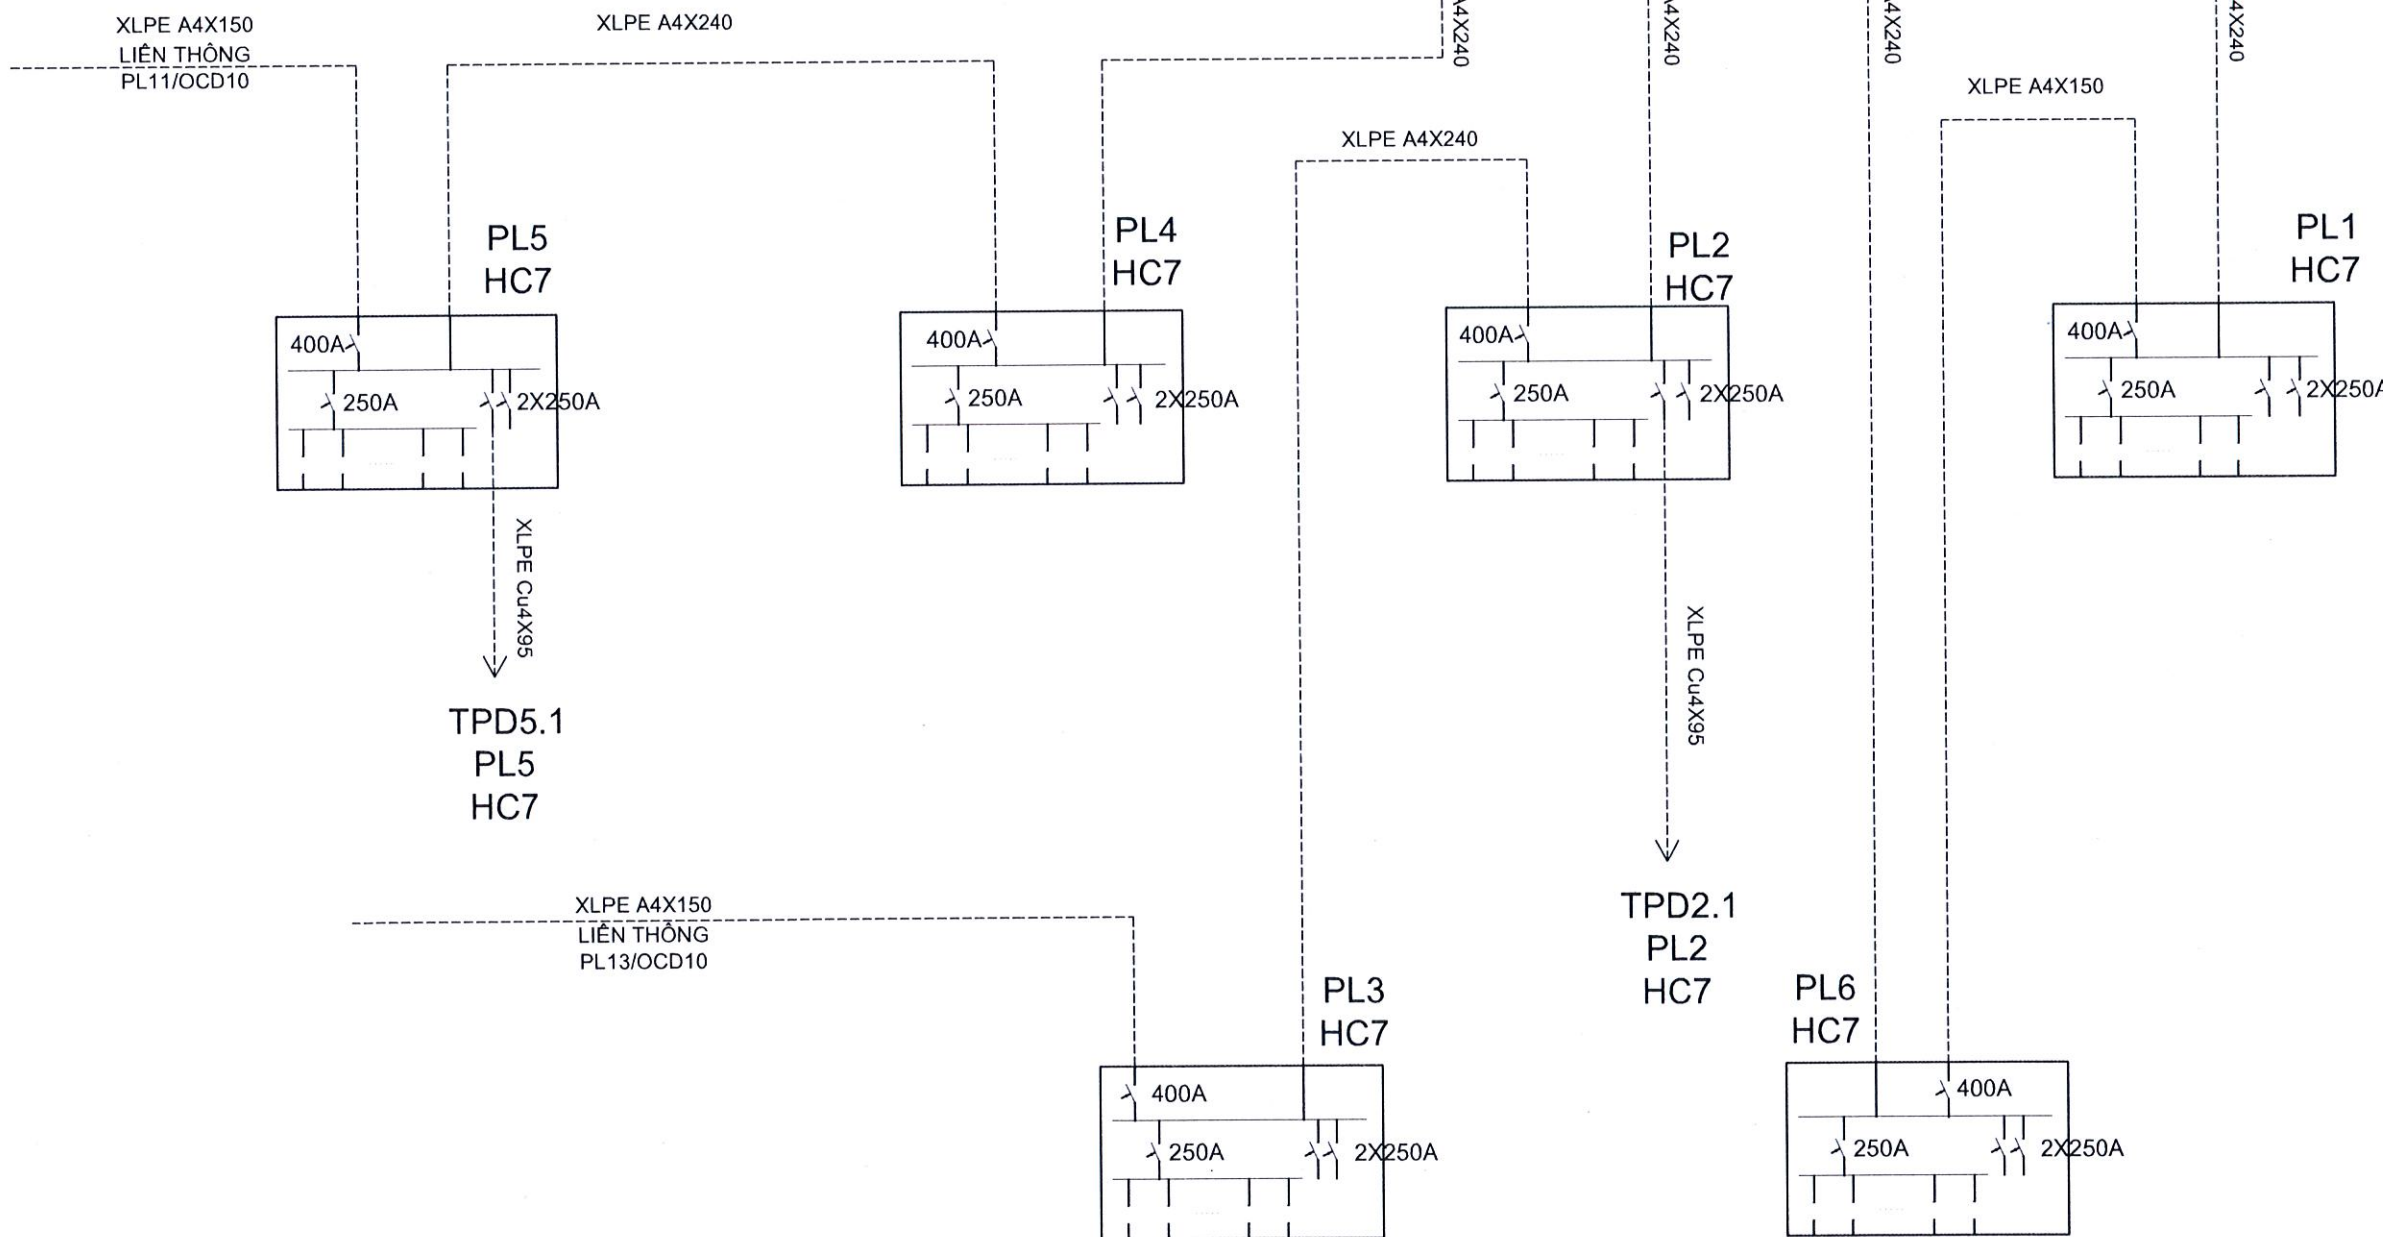 XLPE A4X150
LIÊN THÔNG
PL11/OCD10
XLPE A4X240
A4X240
A4X240
A4X240
4X240
XLPE A4X150
XLPE A4X240
PL5
HC7
PL4
HC7
PL2
HC7
PL1
HC7
400A
250A
2X250A
400A
250A
2X250A
400A
250A
2X250A
400A
250A
2X250A
XLPE Cu4X95
TPD5.1
PL5
HC7
XLPE Cu4X95
TPD2.1
PL2
HC7
XLPE A4X150
LIÊN THÔNG
PL13/OCD10
PL3
HC7
PL6
HC7
400A
250A
2X250A
400A
250A
2X250A